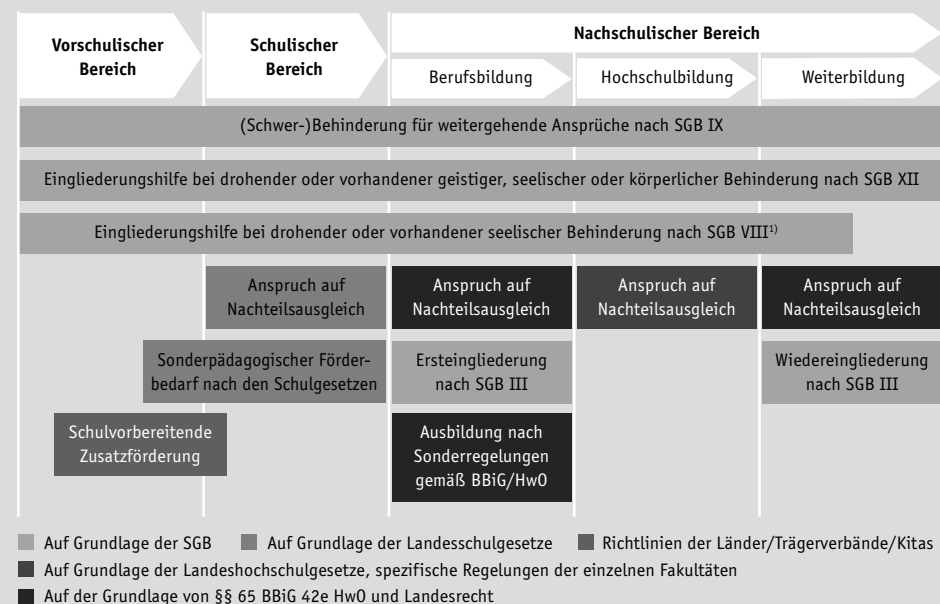 Vorschulischer
Bereich
Schulischer
Bereich
Nachschulischer Bereich
Berufsbildung
Hochschulbildung
Weiterbildung
(Schwer-)Behinderung für weitergehende Ansprüche nach SGB IX
Eingliederungshilfe bei drohender oder vorhandener geistiger, seelischer oder körperlicher Behinderung nach SGB XII
Eingliederungshilfe bei drohender oder vorhandener seelischer Behinderung nach SGB VIII¹⁾
Anspruch auf
Nachteilsausgleich
Anspruch auf
Nachteilsausgleich
Anspruch auf
Nachteilsausgleich
Anspruch auf
Nachteilsausgleich
Sonderpädagogischer Förder-
bedarf nach den Schulgesetzen
Ersteingliederung
nach SGB III
Wiedereingliederung
nach SGB III
Schulvorbereitende
Zusatzförderung
Ausbildung nach
Sonderregelungen
gemäß BBiG/HwO
Auf Grundlage der SGB
Auf Grundlage der Landesschulgesetze
Richtlinien der Länder/Trägerverbände/Kitas
Auf Grundlage der Landeshochschulgesetze, spezifische Regelungen der einzelnen Fakultäten
Auf der Grundlage von §§ 65 BBiG 42e HwO und Landesrecht